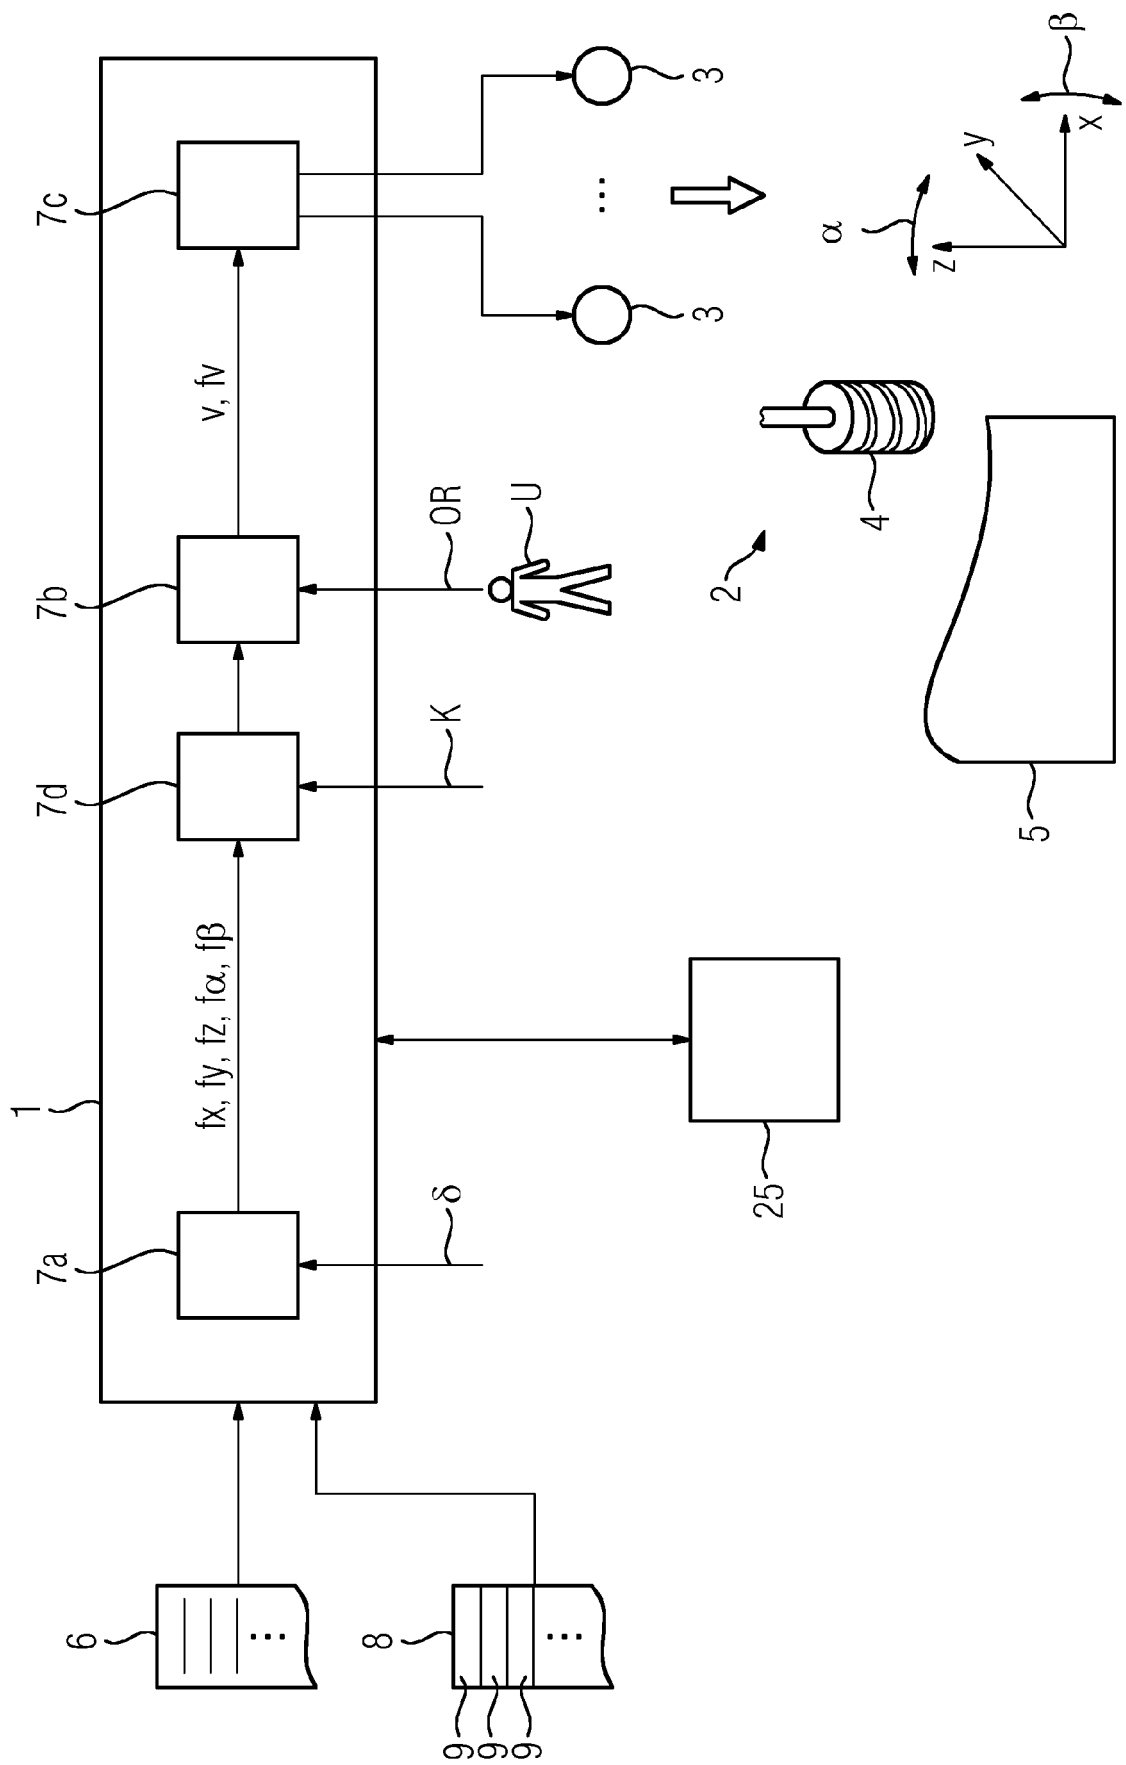 1
7a
7d
7b
7c
fx, fy, fz, fα, fβ
v, fv
6
8
9
9
9
δ
K
OR
U
3
3
...
25
2
4
5
α
β
z
y
x